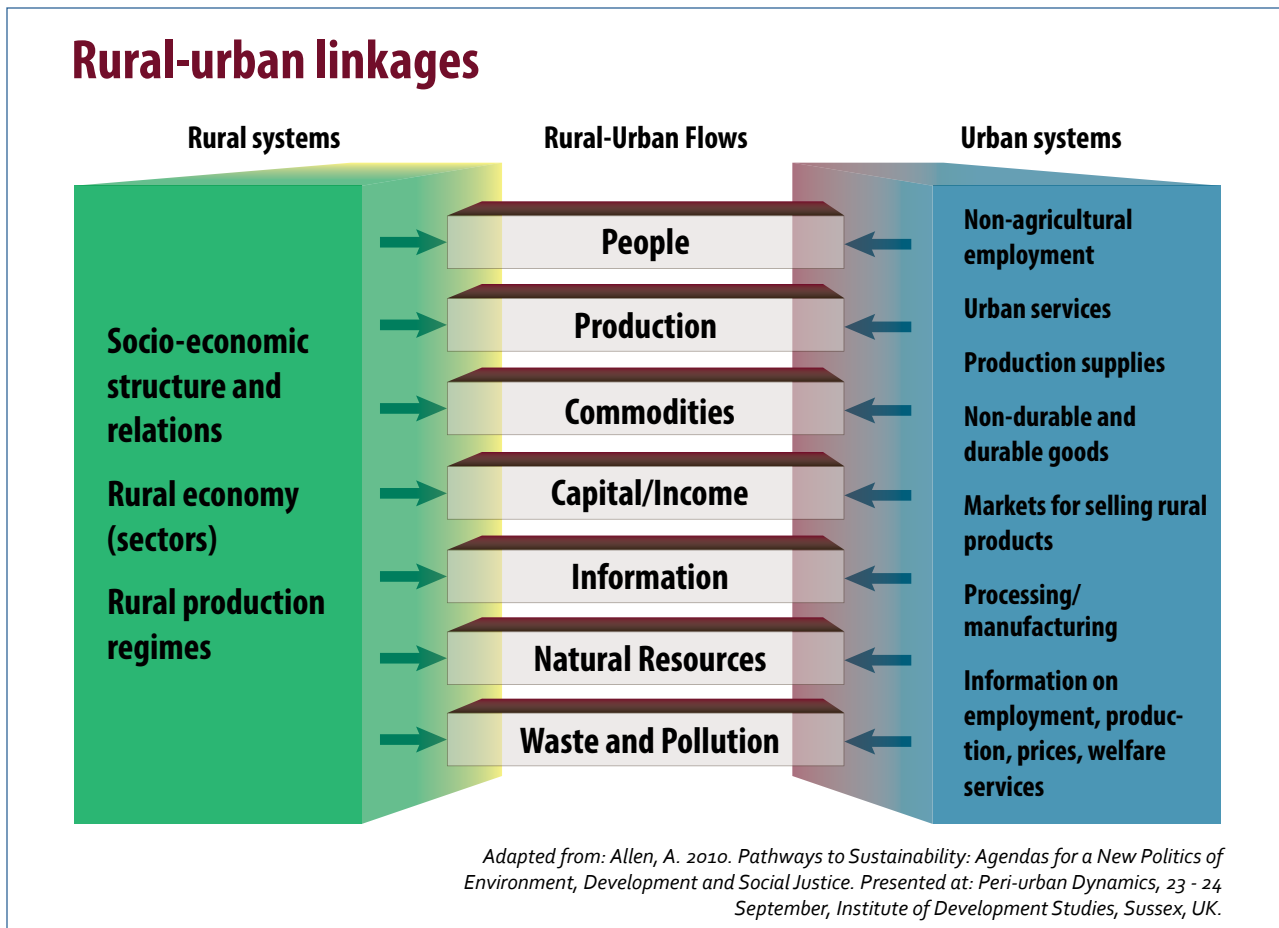 Rural-urban linkages
Rural systems
Rural-Urban Flows
Urban systems
Socio-economic
structure and
relations
Rural economy
(sectors)
Rural production
regimes
People
Production
Commodities
Capital/Income
Information
Natural Resources
Waste and Pollution
Non-agricultural
employment
Urban services
Production supplies
Non-durable and
durable goods
Markets for selling rural
products
Processing/
manufacturing
Information on
employment, produc-
tion, prices, welfare
services
Adapted from: Allen, A. 2010. Pathways to Sustainability: Agendas for a New Politics of
Environment, Development and Social Justice. Presented at: Peri-urban Dynamics, 23 - 24
September, Institute of Development Studies, Sussex, UK.